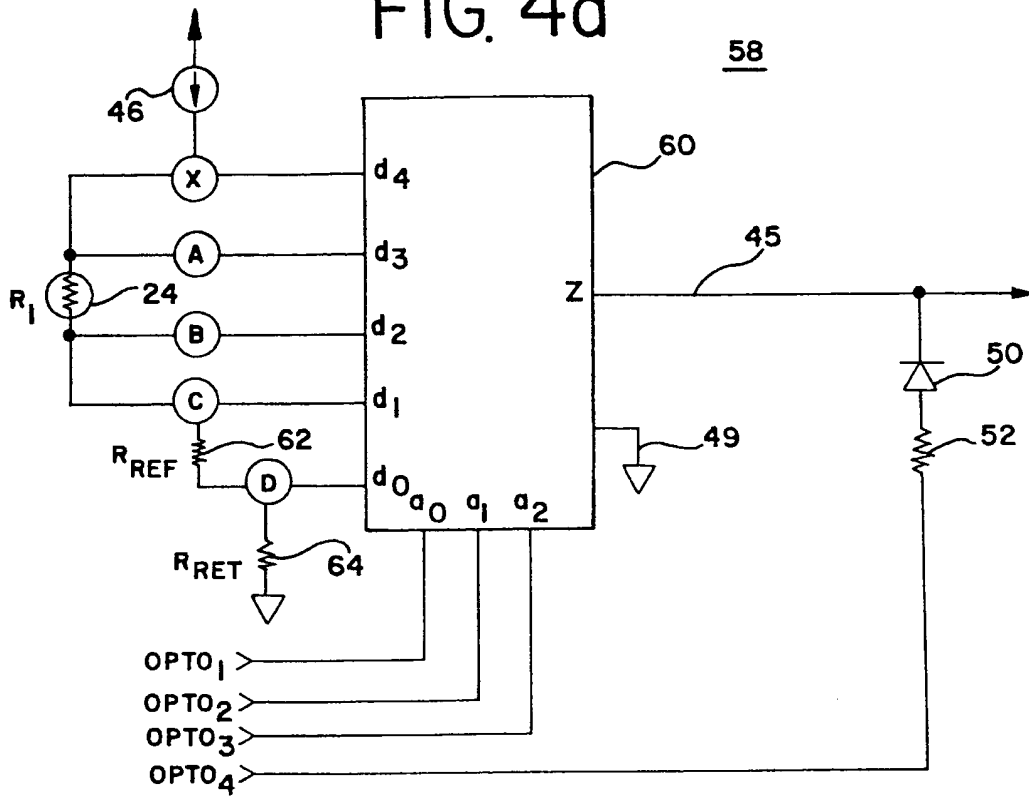 FIG. 4a
58
46
X
d4
60
A
d3
45
R1
24
Z
B
d2
50
C
d1
62
RREF
49
52
D
d0
a0 a1 a2
RRET
64
OPTO1
OPTO2
OPTO3
OPTO4